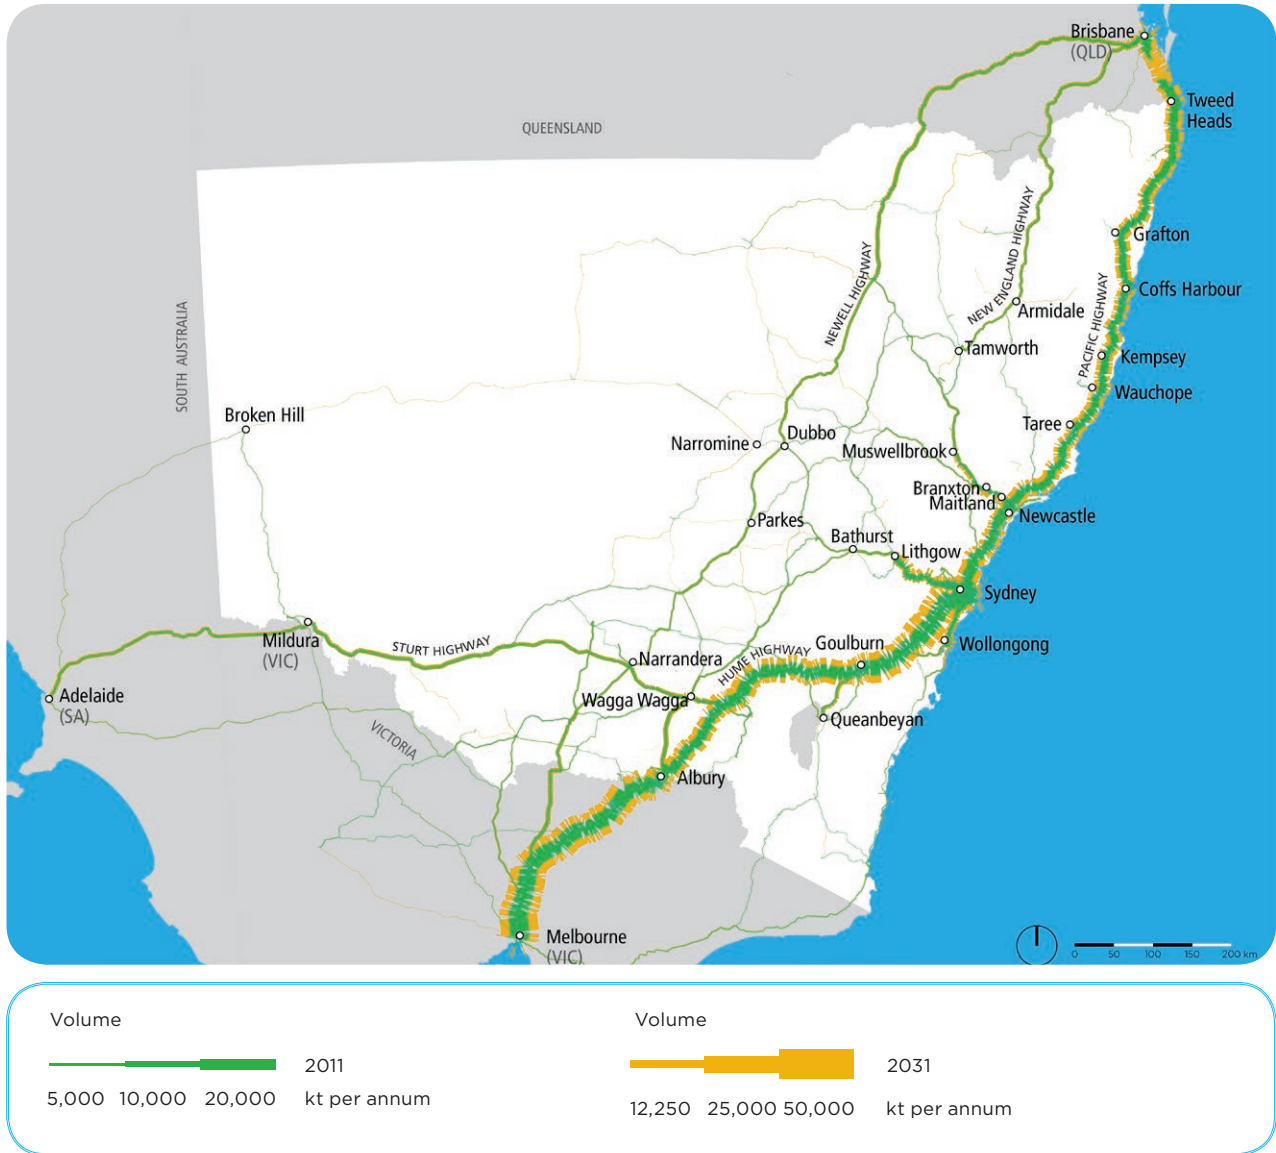 Brisbane
(QLD)
Tweed
Heads
QUEENSLAND
Grafton
NEW ENGLAND HIGHWAY
NEWELL HIGHWAY
Coffs Harbour
PACIFIC HIGHWAY
Armidale
SOUTH AUSTRALIA
Tamworth
Kempsey
Wauchope
Broken Hill
Taree
Dubbo
Narromine
Muswellbrook
Branxton
Maitland
Newcastle
Parkes
Bathurst
Lithgow
Sydney
Mildura
(VIC)
STURT HIGHWAY
Goulburn
Wollongong
HUME HIGHWAY
Narrandera
Adelaide
(SA)
Wagga Wagga
Queanbeyan
VICTORIA
Albury
Melbourne
(VIC)
0 50 100 150 200 km
Volume
2011
5,000 10,000 20,000 kt per annum
Volume
2031
12,250 25,000 50,000 kt per annum